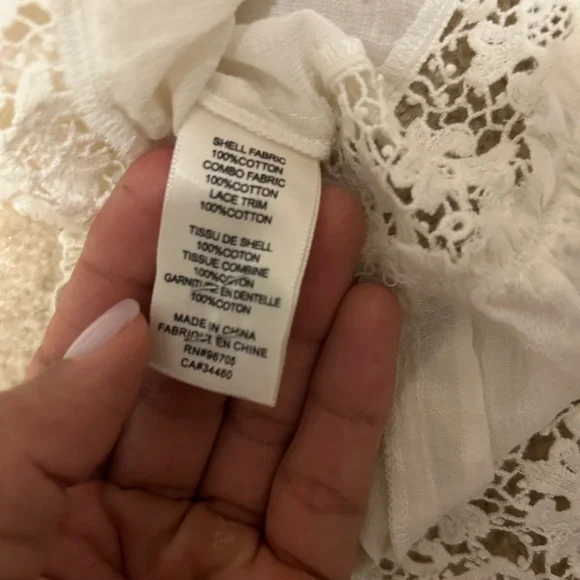 SHELL FABRIC
100%COTTON
COMBO FABRIC
100%COTTON
LACE TRIM
100%COTTON
TISSU DE SHELL
100%COTON
TISSUE COMBINE
100%COTON
GARNITURE EN DENTELLE
100%COTON
MADE IN CHINA
FABRIQUE EN CHINE
RN#96705
CA#34460